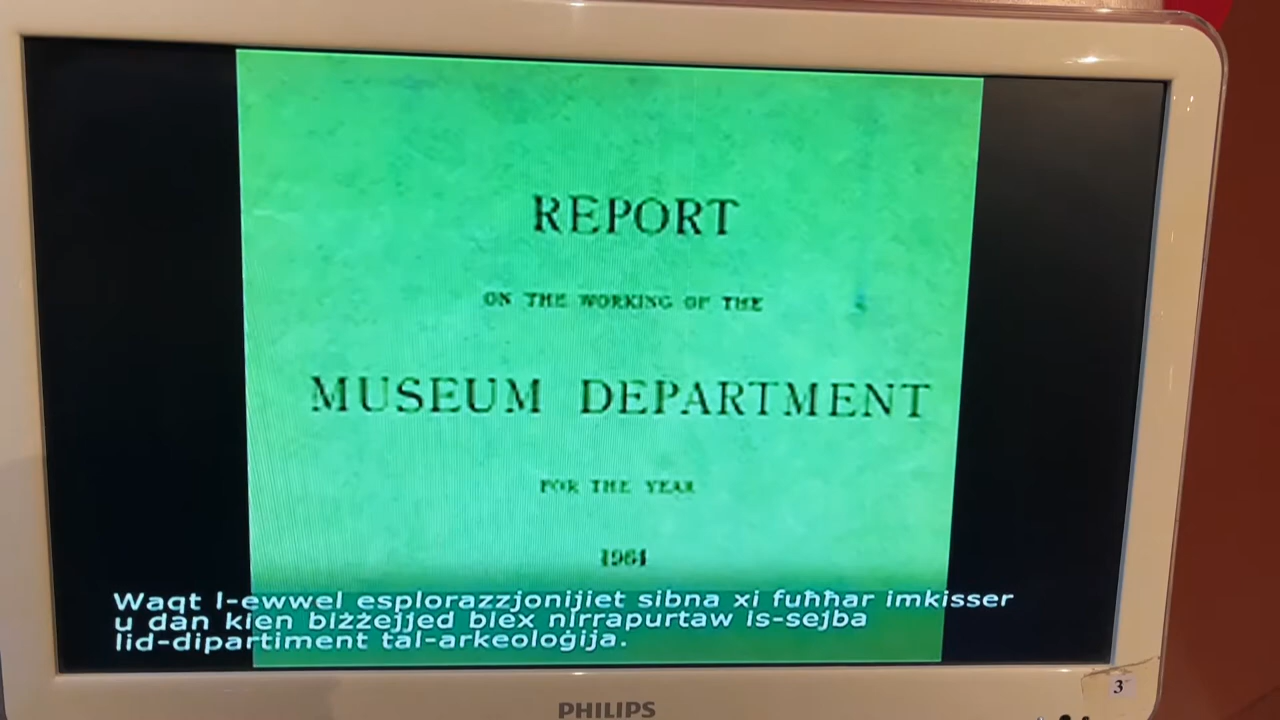 REPORT
ON THE WORKING OF THE
MUSEUM DEPARTMENT
FOR THE YEAR
1961
Waqt l-ewwel esplorazzjonijiet sibna xi fuħħar imkisser
u dan kien biżżejjed biex nirrapurtaw is-sejba
lid-dipartiment tal-arkeoloġija.
3
PHILIPS